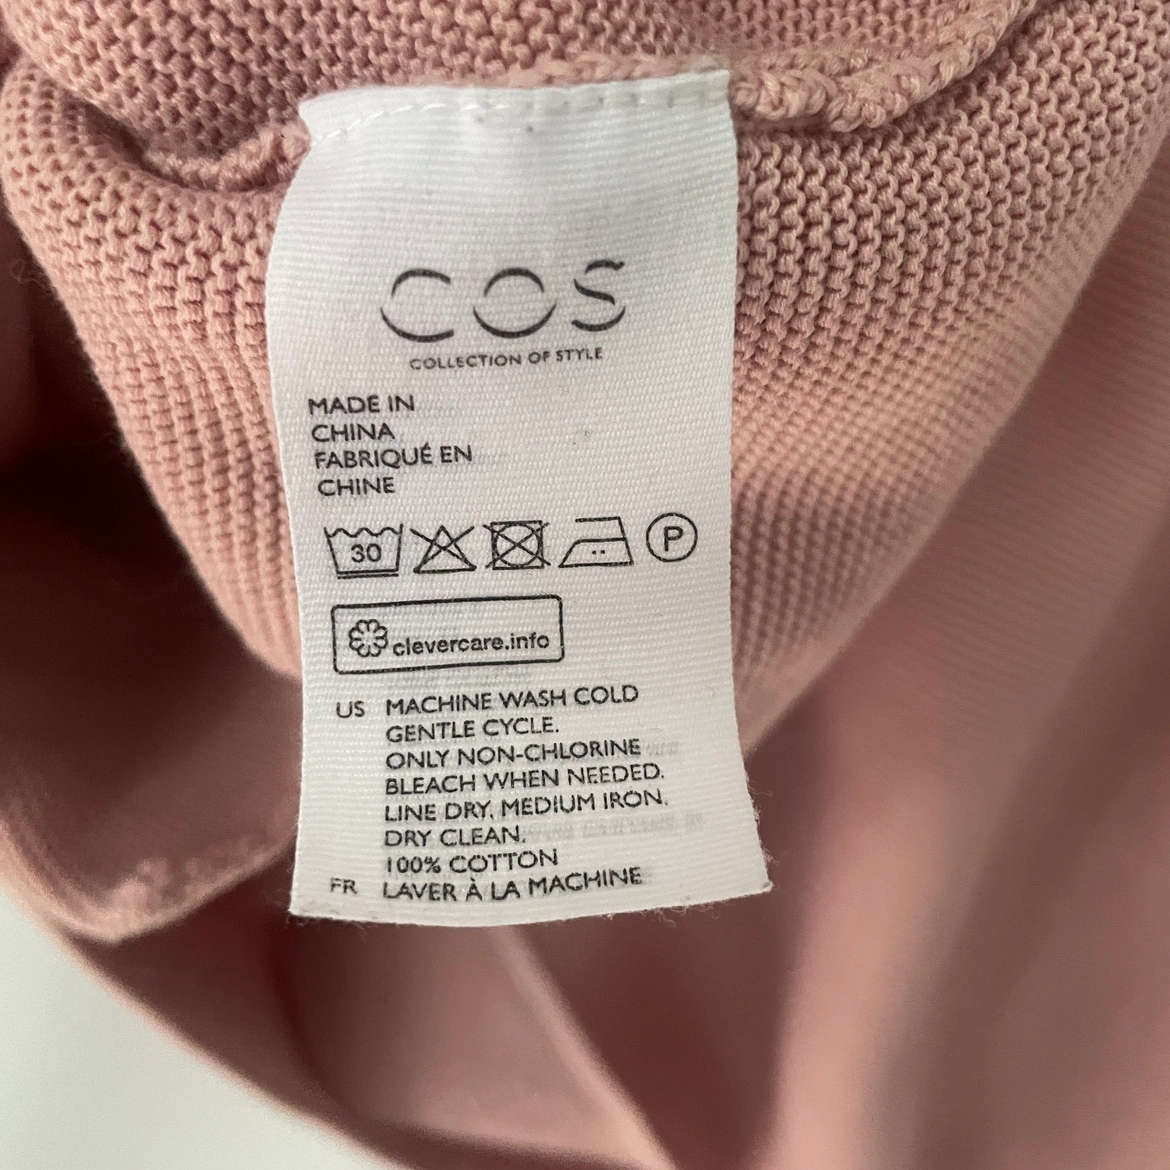 COS
COLLECTION OF STYLE
MADE IN
CHINA
FABRIQUÉ EN
CHINE
30 P
clevercare.info
US MACHINE WASH COLD
GENTLE CYCLE.
ONLY NON-CHLORINE
BLEACH WHEN NEEDED.
LINE DRY, MEDIUM IRON.
DRY CLEAN.
100% COTTON
FR LAVER À LA MACHINE